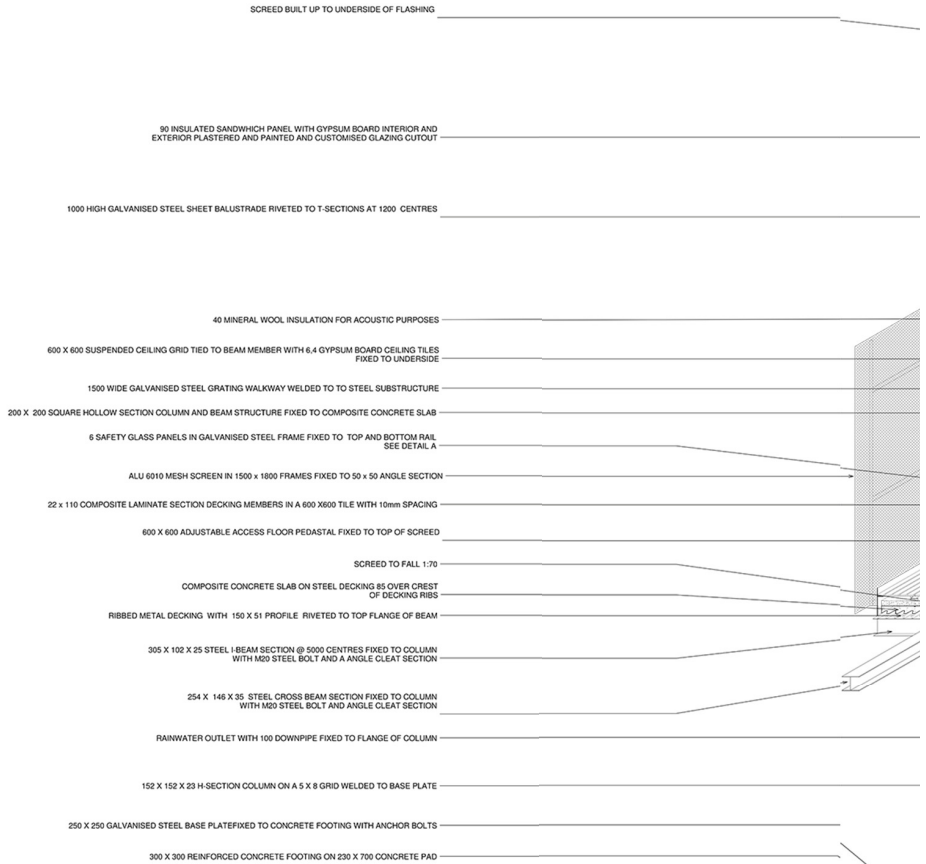 SCREED BUILT UP TO UNDERSIDE OF FLASHING
90 INSULATED SANDWHICH PANEL WITH GYPSUM BOARD INTERIOR AND
EXTERIOR PLASTERED AND PAINTED AND CUSTOMISED GLAZING CUTOUT
1000 HIGH GALVANISED STEEL SHEET BALUSTRADE RIVETED TO T-SECTIONS AT 1200 CENTRES
40 MINERAL WOOL INSULATION FOR ACOUSTIC PURPOSES
600 X 600 SUSPENDED CEILING GRID TIED TO BEAM MEMBER WITH 6,4 GYPSUM BOARD CEILING TILES
FIXED TO UNDERSIDE
1500 WIDE GALVANISED STEEL GRATING WALKWAY WELDED TO TO STEEL SUBSTRUCTURE
200 X 200 SQUARE HOLLOW SECTION COLUMN AND BEAM STRUCTURE FIXED TO COMPOSITE CONCRETE SLAB
6 SAFETY GLASS PANELS IN GALVANISED STEEL FRAME FIXED TO TOP AND BOTTOM RAIL
SEE DETAIL A
ALU 6010 MESH SCREEN IN 1500 x 1800 FRAMES FIXED TO 50 x 50 ANGLE SECTION
22 x 110 COMPOSITE LAMINATE SECTION DECKING MEMBERS IN A 600 X600 TILE WITH 10mm SPACING
600 X 600 ADJUSTABLE ACCESS FLOOR PEDASTAL FIXED TO TOP OF SCREED
SCREED TO FALL 1:70
COMPOSITE CONCRETE SLAB ON STEEL DECKING 85 OVER CREST
OF DECKING RIBS
RIBBED METAL DECKING WITH 150 X 51 PROFILE RIVETED TO TOP FLANGE OF BEAM
305 X 102 X 25 STEEL I-BEAM SECTION @ 5000 CENTRES FIXED TO COLUMN
WITH M20 STEEL BOLT AND A ANGLE CLEAT SECTION
254 X 146 X 35 STEEL CROSS BEAM SECTION FIXED TO COLUMN
WITH M20 STEEL BOLT AND ANGLE CLEAT SECTION
RAINWATER OUTLET WITH 100 DOWNPIPE FIXED TO FLANGE OF COLUMN
152 X 152 X 23 H-SECTION COLUMN ON A 5 X 8 GRID WELDED TO BASE PLATE
250 X 250 GALVANISED STEEL BASE PLATEFIXED TO CONCRETE FOOTING WITH ANCHOR BOLTS
300 X 300 REINFORCED CONCRETE FOOTING ON 230 X 700 CONCRETE PAD